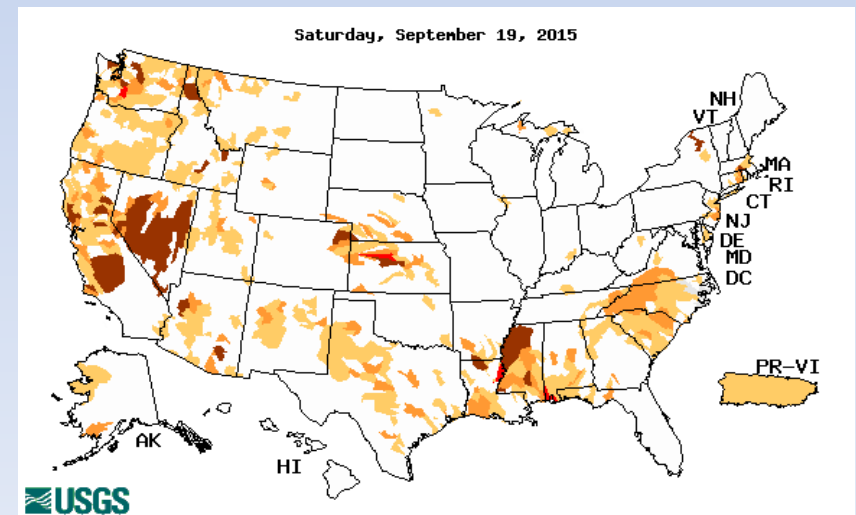 Saturday, September 19, 2015
NH
VT
MA
RI
CT
NJ
DE
MD
DC
PR-VI
AK
HI
USGS